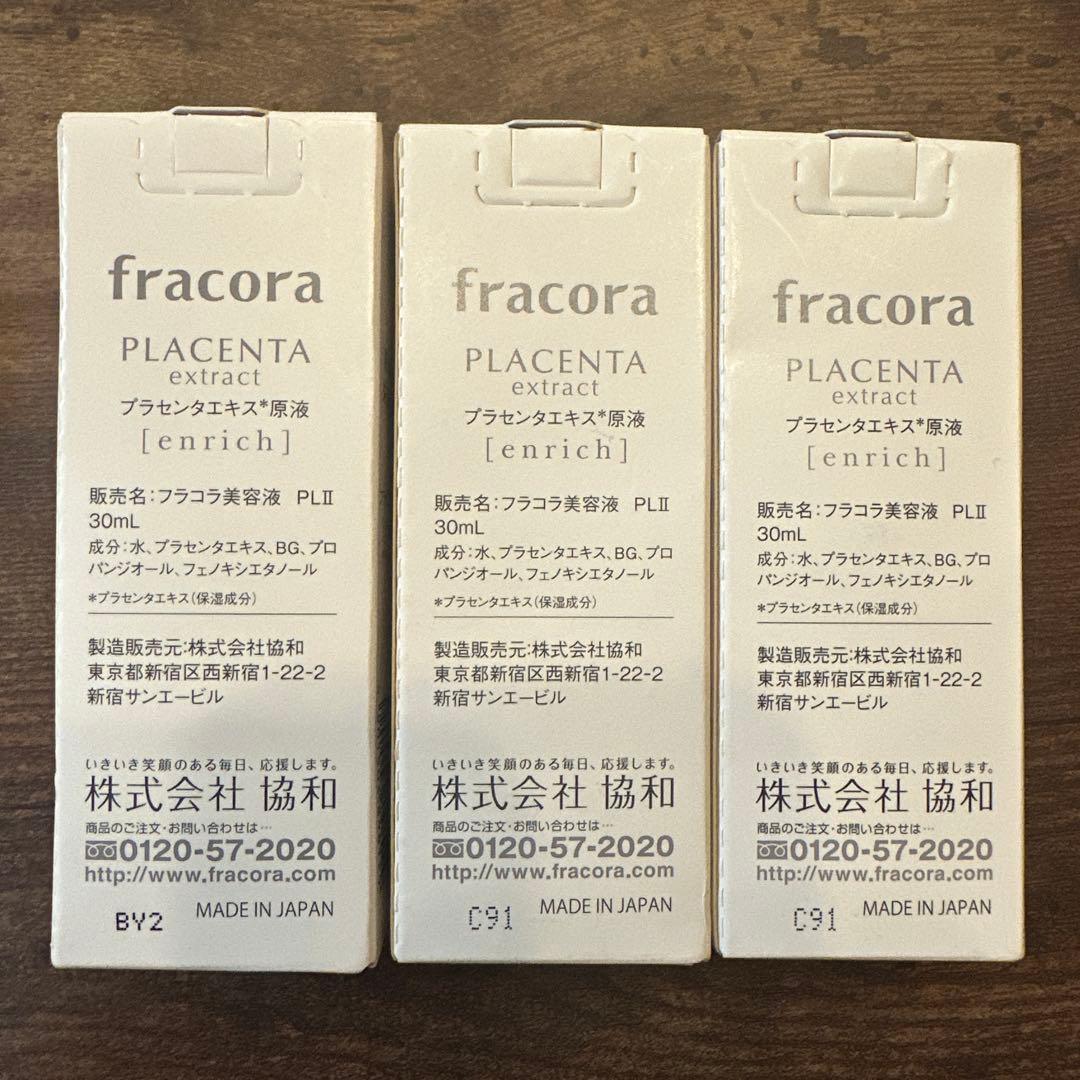 fracora
PLACENTA
extract
プラセンタエキス*原液
[enrich]
販売名:フラコラ美容液 PLⅡ
30mL
成分:水、プラセンタエキス、BG、プロ
パンジオール、フェノキシエタノール
*プラセンタエキス(保湿成分)
製造販売元:株式会社協和
東京都新宿区西新宿1-22-2
新宿サンエービル
いきいき笑顔のある毎日、応援します。
株式会社 協和
商品のご注文・お問い合わせは…
0120-57-2020
http://www.fracora.com
BY2 MADE IN JAPAN
fracora
PLACENTA
extract
プラセンタエキス*原液
[enrich]
販売名:フラコラ美容液 PLⅡ
30mL
成分:水、プラセンタエキス、BG、プロ
パンジオール、フェノキシエタノール
*プラセンタエキス(保湿成分)
製造販売元:株式会社協和
東京都新宿区西新宿1-22-2
新宿サンエービル
いきいき笑顔のある毎日、応援します。
株式会社 協和
商品のご注文・お問い合わせは…
0120-57-2020
http://www.fracora.com
C91 MADE IN JAPAN
fracora
PLACENTA
extract
プラセンタエキス*原液
[enrich]
販売名:フラコラ美容液 PLⅡ
30mL
成分:水、プラセンタエキス、BG、プロ
パンジオール、フェノキシエタノール
*プラセンタエキス(保湿成分)
製造販売元:株式会社協和
東京都新宿区西新宿1-22-2
新宿サンエービル
いきいき笑顔のある毎日、応援します。
株式会社 協和
商品のご注文・お問い合わせは…
0120-57-2020
http://www.fracora.com
C91 MADE IN JAPAN